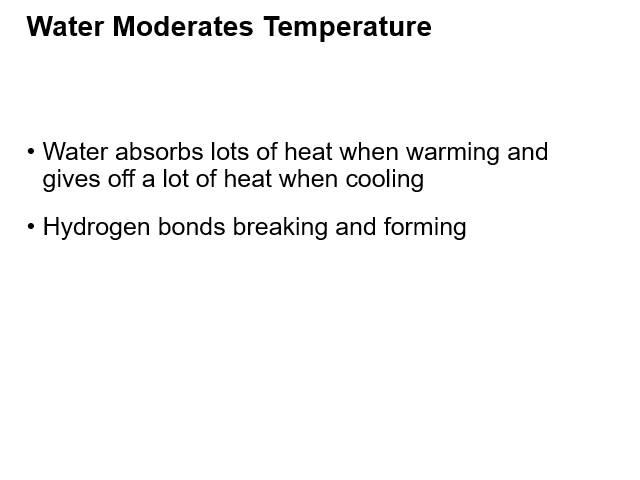 Water Moderates Temperature
• Water absorbs lots of heat when warming and
gives off a lot of heat when cooling
• Hydrogen bonds breaking and forming